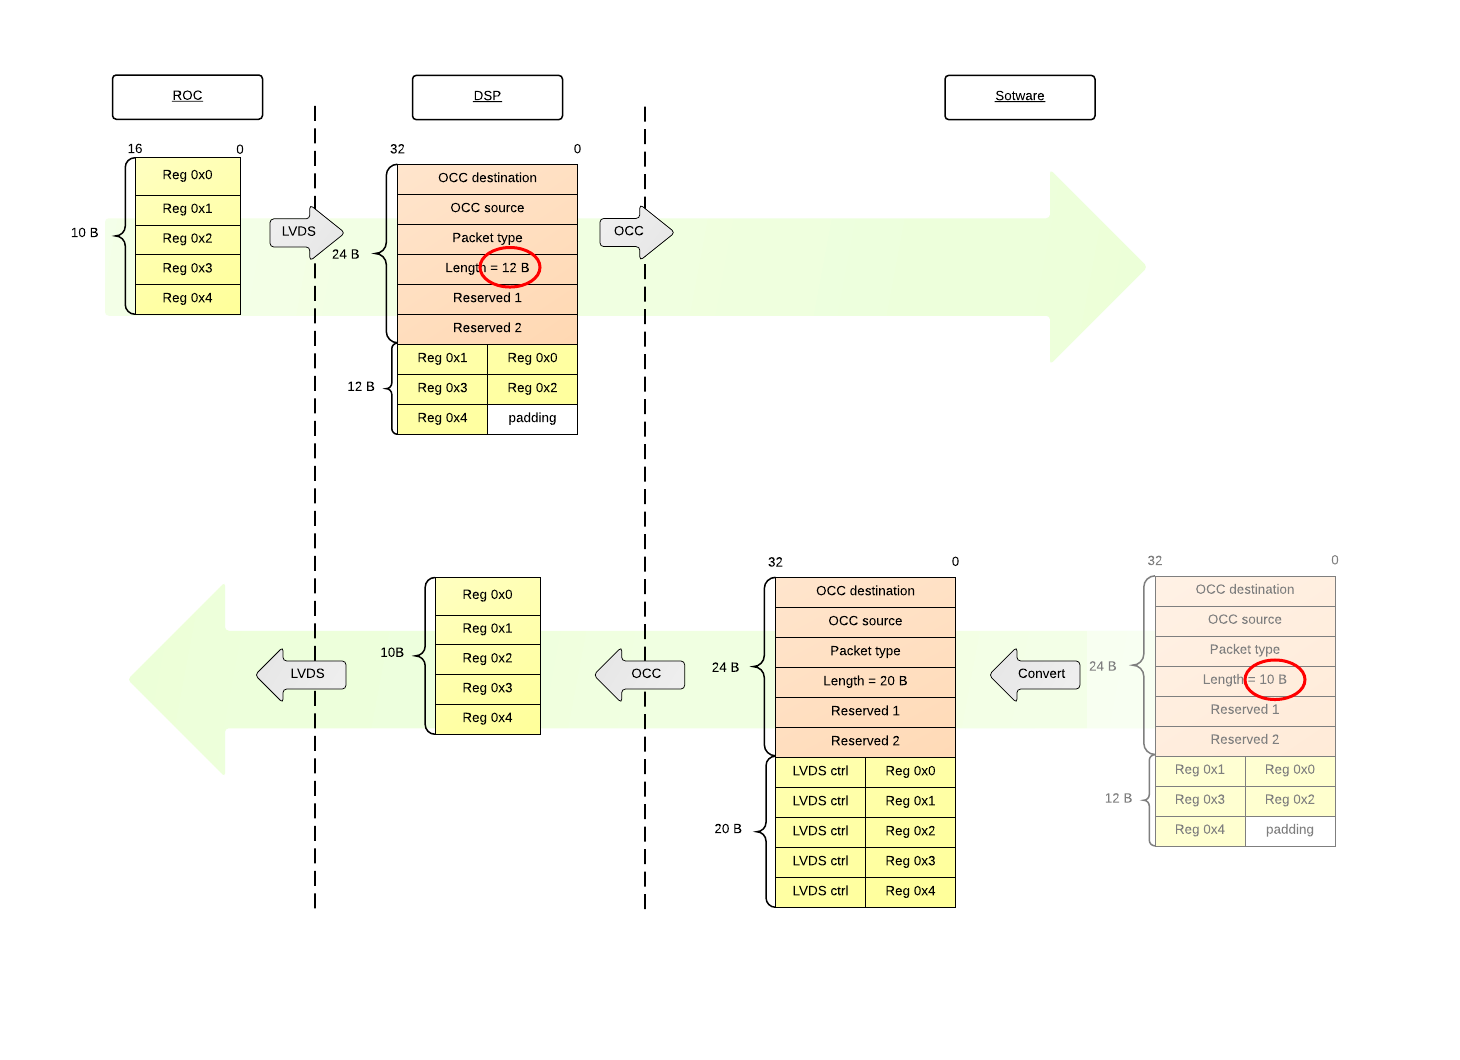 ROC
DSP
Sotware
16
0
32
0
Reg 0x0
Reg 0x1
Reg 0x2
Reg 0x3
Reg 0x4
10 B
LVDS
24 B
OCC destination
OCC source
Packet type
Length = 12 B
Reserved 1
Reserved 2
OCC
12 B
Reg 0x1 Reg 0x0
Reg 0x3 Reg 0x2
Reg 0x4 padding
LVDS
10B
Reg 0x0
Reg 0x1
Reg 0x2
Reg 0x3
Reg 0x4
OCC
32
0
24 B
OCC destination
OCC source
Packet type
Length = 20 B
Reserved 1
Reserved 2
20 B
LVDS ctrl Reg 0x0
LVDS ctrl Reg 0x1
LVDS ctrl Reg 0x2
LVDS ctrl Reg 0x3
LVDS ctrl Reg 0x4
Convert
32
0
24 B
OCC destination
OCC source
Packet type
Length = 10 B
Reserved 1
Reserved 2
12 B
Reg 0x1 Reg 0x0
Reg 0x3 Reg 0x2
Reg 0x4 padding